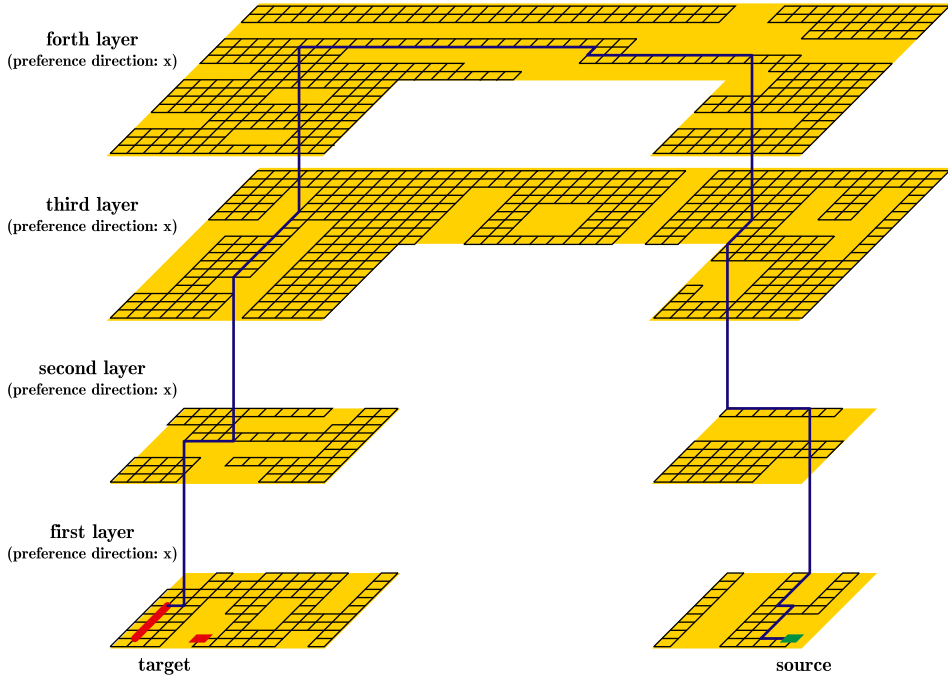 forth layer
(preference direction: x)
third layer
(preference direction: x)
second layer
(preference direction: x)
first layer
(preference direction: x)
target
source